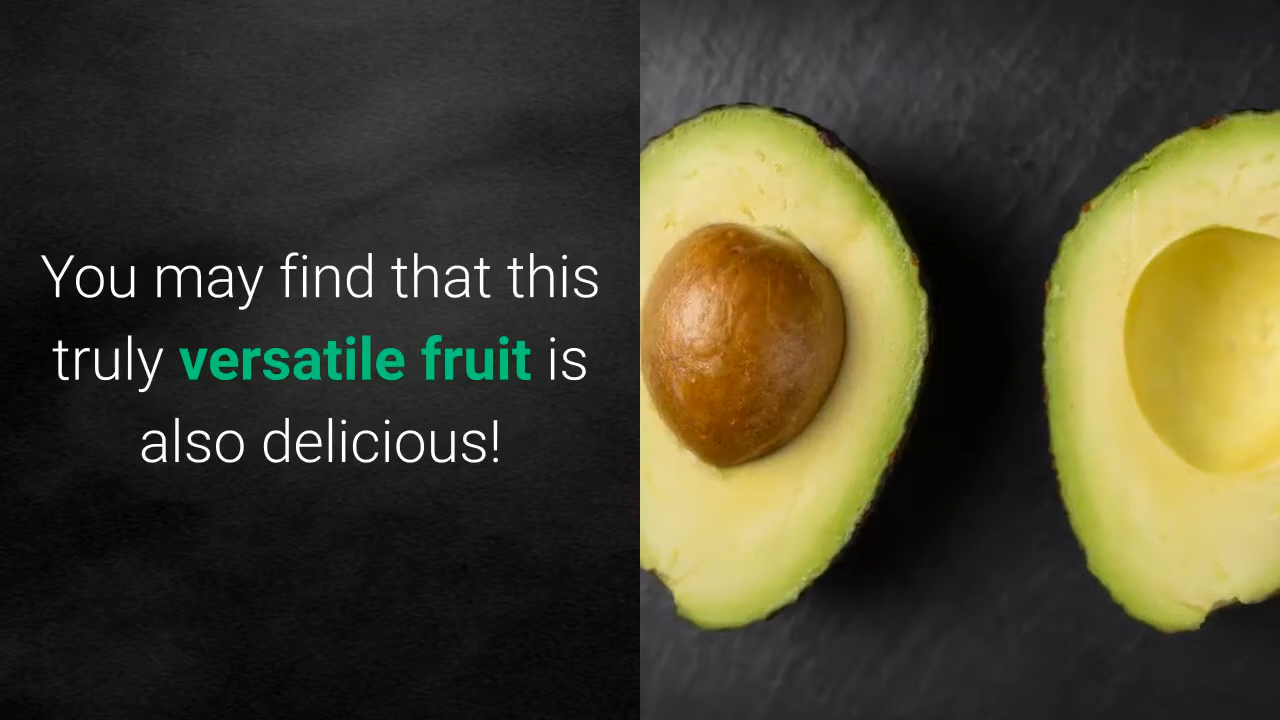 You may find that this
truly versatile fruit is
also delicious!